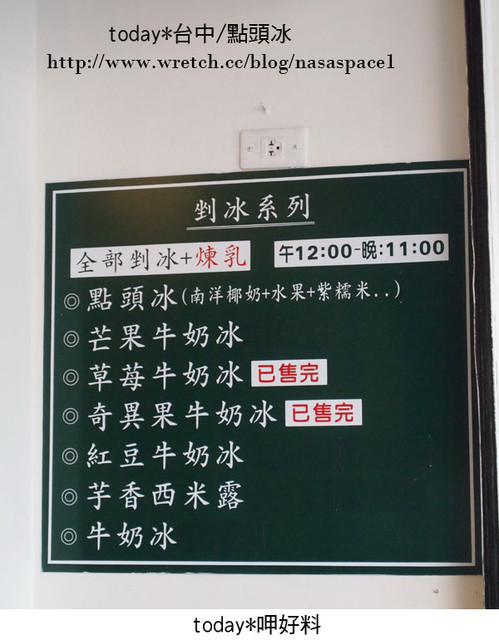 today*台中/點頭冰
http://www.wretch.cc/blog/nasaspace1
剉冰系列
全部剉冰+煉乳 午12:00~晚:11:00
◎點頭冰(南洋椰奶+水果+紫糯米..)
◎芒果牛奶冰
◎草莓牛奶冰 已售完
◎奇異果牛奶冰 已售完
◎紅豆牛奶冰
◎芋香西米露
◎牛奶冰
today*呷好料